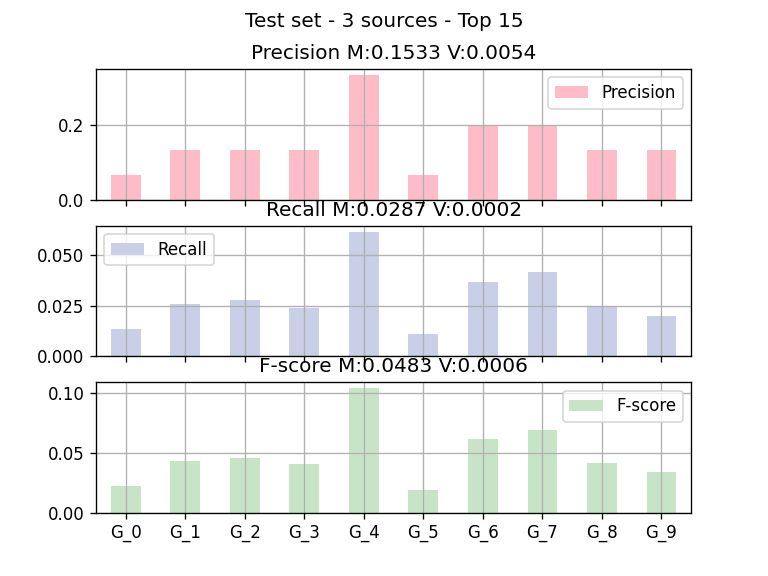 Test set - 3 sources - Top 15
Precision M:0.1533 V:0.0054
Precision
0.2
0.0
Recall M:0.0287 V:0.0002
Recall
0.050
0.025
0.000
F-score M:0.0483 V:0.0006
F-score
0.10
0.05
0.00
G_0 G_1 G_2 G_3 G_4 G_5 G_6 G_7 G_8 G_9